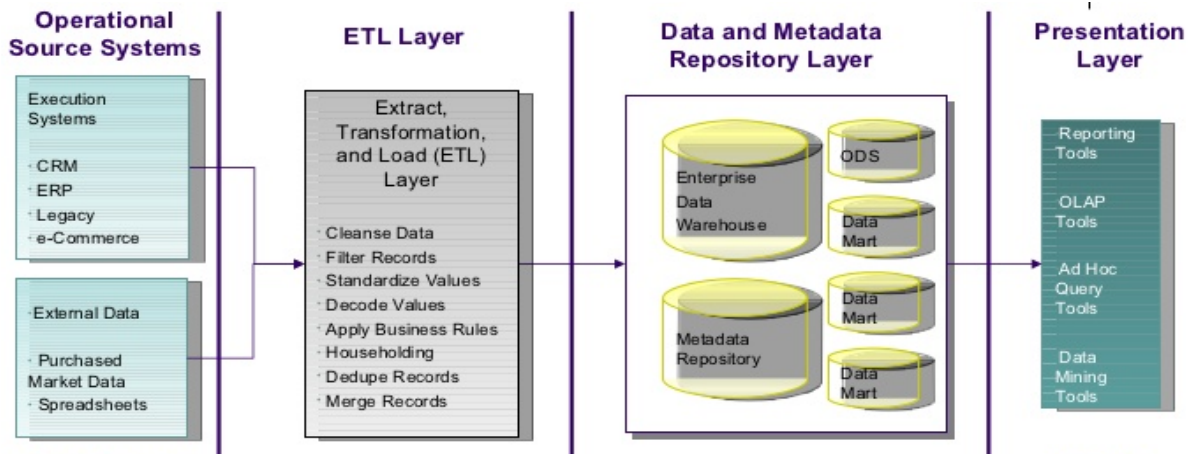 Operational
Source Systems
ETL Layer
Data and Metadata
Repository Layer
Presentation
Layer
Execution
Systems
· CRM
· ERP
· Legacy
· e-Commerce
·External Data
· Purchased
Market Data
· Spreadsheets
Extract,
Transformation,
and Load (ETL)
Layer
· Cleanse Data
· Filter Records
· Standardize Values
· Decode Values
· Apply Business Rules
· Householding
· Dedupe Records
· Merge Records
Enterprise
Data
Warehouse
Metadata
Repository
ODS
Data
Mart
Data
Mart
Data
Mart
Reporting
Tools
OLAP
Tools
Ad Hoc
Query
Tools
Data
Mining
Tools